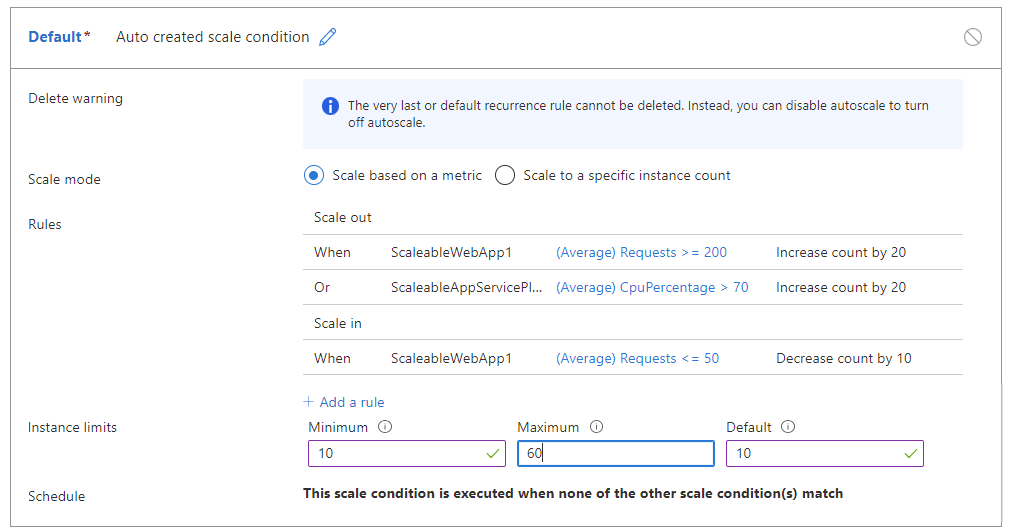 Default* Auto created scale condition
Delete warning
The very last or default recurrence rule cannot be deleted. Instead, you can disable autoscale to turn
off autoscale.
Scale mode
Scale based on a metric Scale to a specific instance count
Rules
Scale out
When ScaleableWebApp1 (Average) Requests >= 200 Increase count by 20
Or ScaleableAppServicePl... (Average) CpuPercentage > 70 Increase count by 20
Scale in
When ScaleableWebApp1 (Average) Requests <= 50 Decrease count by 10
+ Add a rule
Instance limits
Minimum Maximum Default
10 60 10
Schedule
This scale condition is executed when none of the other scale condition(s) match